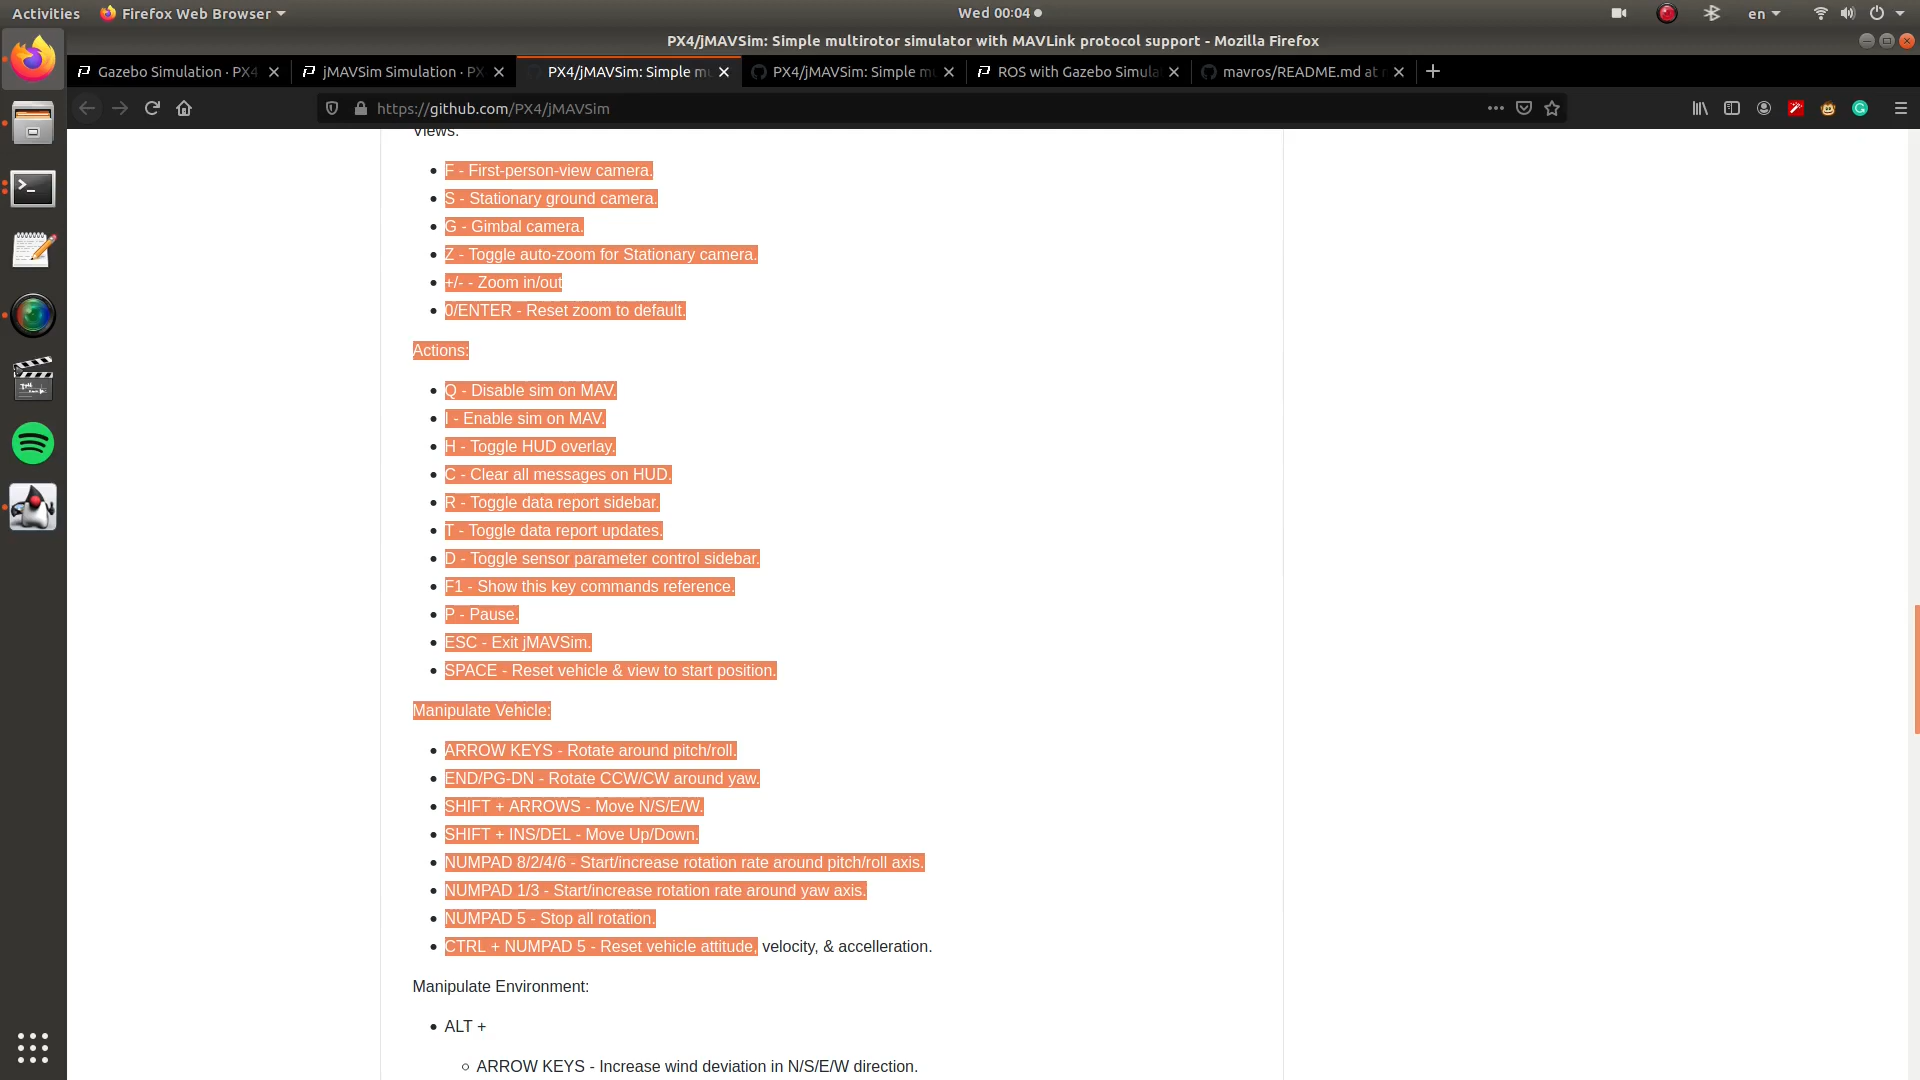 Activities Firefox Web Browser Wed 00:04 en
PX4/jMAVSim: Simple multirotor simulator with MAVLink protocol support - Mozilla Firefox
Gazebo Simulation · PX4 jMAVSim Simulation · PX PX4/jMAVSim: Simple mu PX4/jMAVSim: Simple mu ROS with Gazebo Simula mavros/README.md at
https://github.com/PX4/jMAVSim
Views:
F - First-person-view camera.
S - Stationary ground camera.
G - Gimbal camera.
Z - Toggle auto-zoom for Stationary camera.
+/- - Zoom in/out
0/ENTER - Reset zoom to default.
Actions:
Q - Disable sim on MAV.
I - Enable sim on MAV.
H - Toggle HUD overlay.
C - Clear all messages on HUD.
R - Toggle data report sidebar.
T - Toggle data report updates.
D - Toggle sensor parameter control sidebar.
F1 - Show this key commands reference.
P - Pause.
ESC - Exit jMAVSim.
SPACE - Reset vehicle & view to start position.
Manipulate Vehicle:
ARROW KEYS - Rotate around pitch/roll.
END/PG-DN - Rotate CCW/CW around yaw.
SHIFT + ARROWS - Move N/S/E/W.
SHIFT + INS/DEL - Move Up/Down.
NUMPAD 8/2/4/6 - Start/increase rotation rate around pitch/roll axis.
NUMPAD 1/3 - Start/increase rotation rate around yaw axis.
NUMPAD 5 - Stop all rotation.
CTRL + NUMPAD 5 - Reset vehicle attitude, velocity, & accelleration.
Manipulate Environment:
ALT +
ARROW KEYS - Increase wind deviation in N/S/E/W direction.